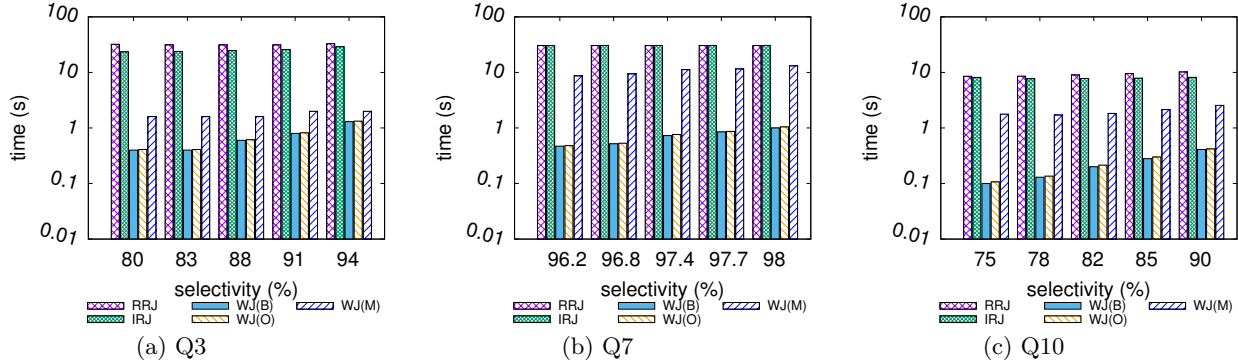 100
10
1
0.1
0.01
time (s)
80 83 88 91 94
selectivity (%)
RRJ WJ(B) WJ(M)
IRJ WJ(O)
(a) Q3
100
10
1
0.1
0.01
time (s)
96.2 96.8 97.4 97.7 98
selectivity (%)
RRJ WJ(B) WJ(M)
IRJ WJ(O)
(b) Q7
100
10
1
0.1
0.01
time (s)
75 78 82 85 90
selectivity (%)
RRJ WJ(B) WJ(M)
IRJ WJ(O)
(c) Q10